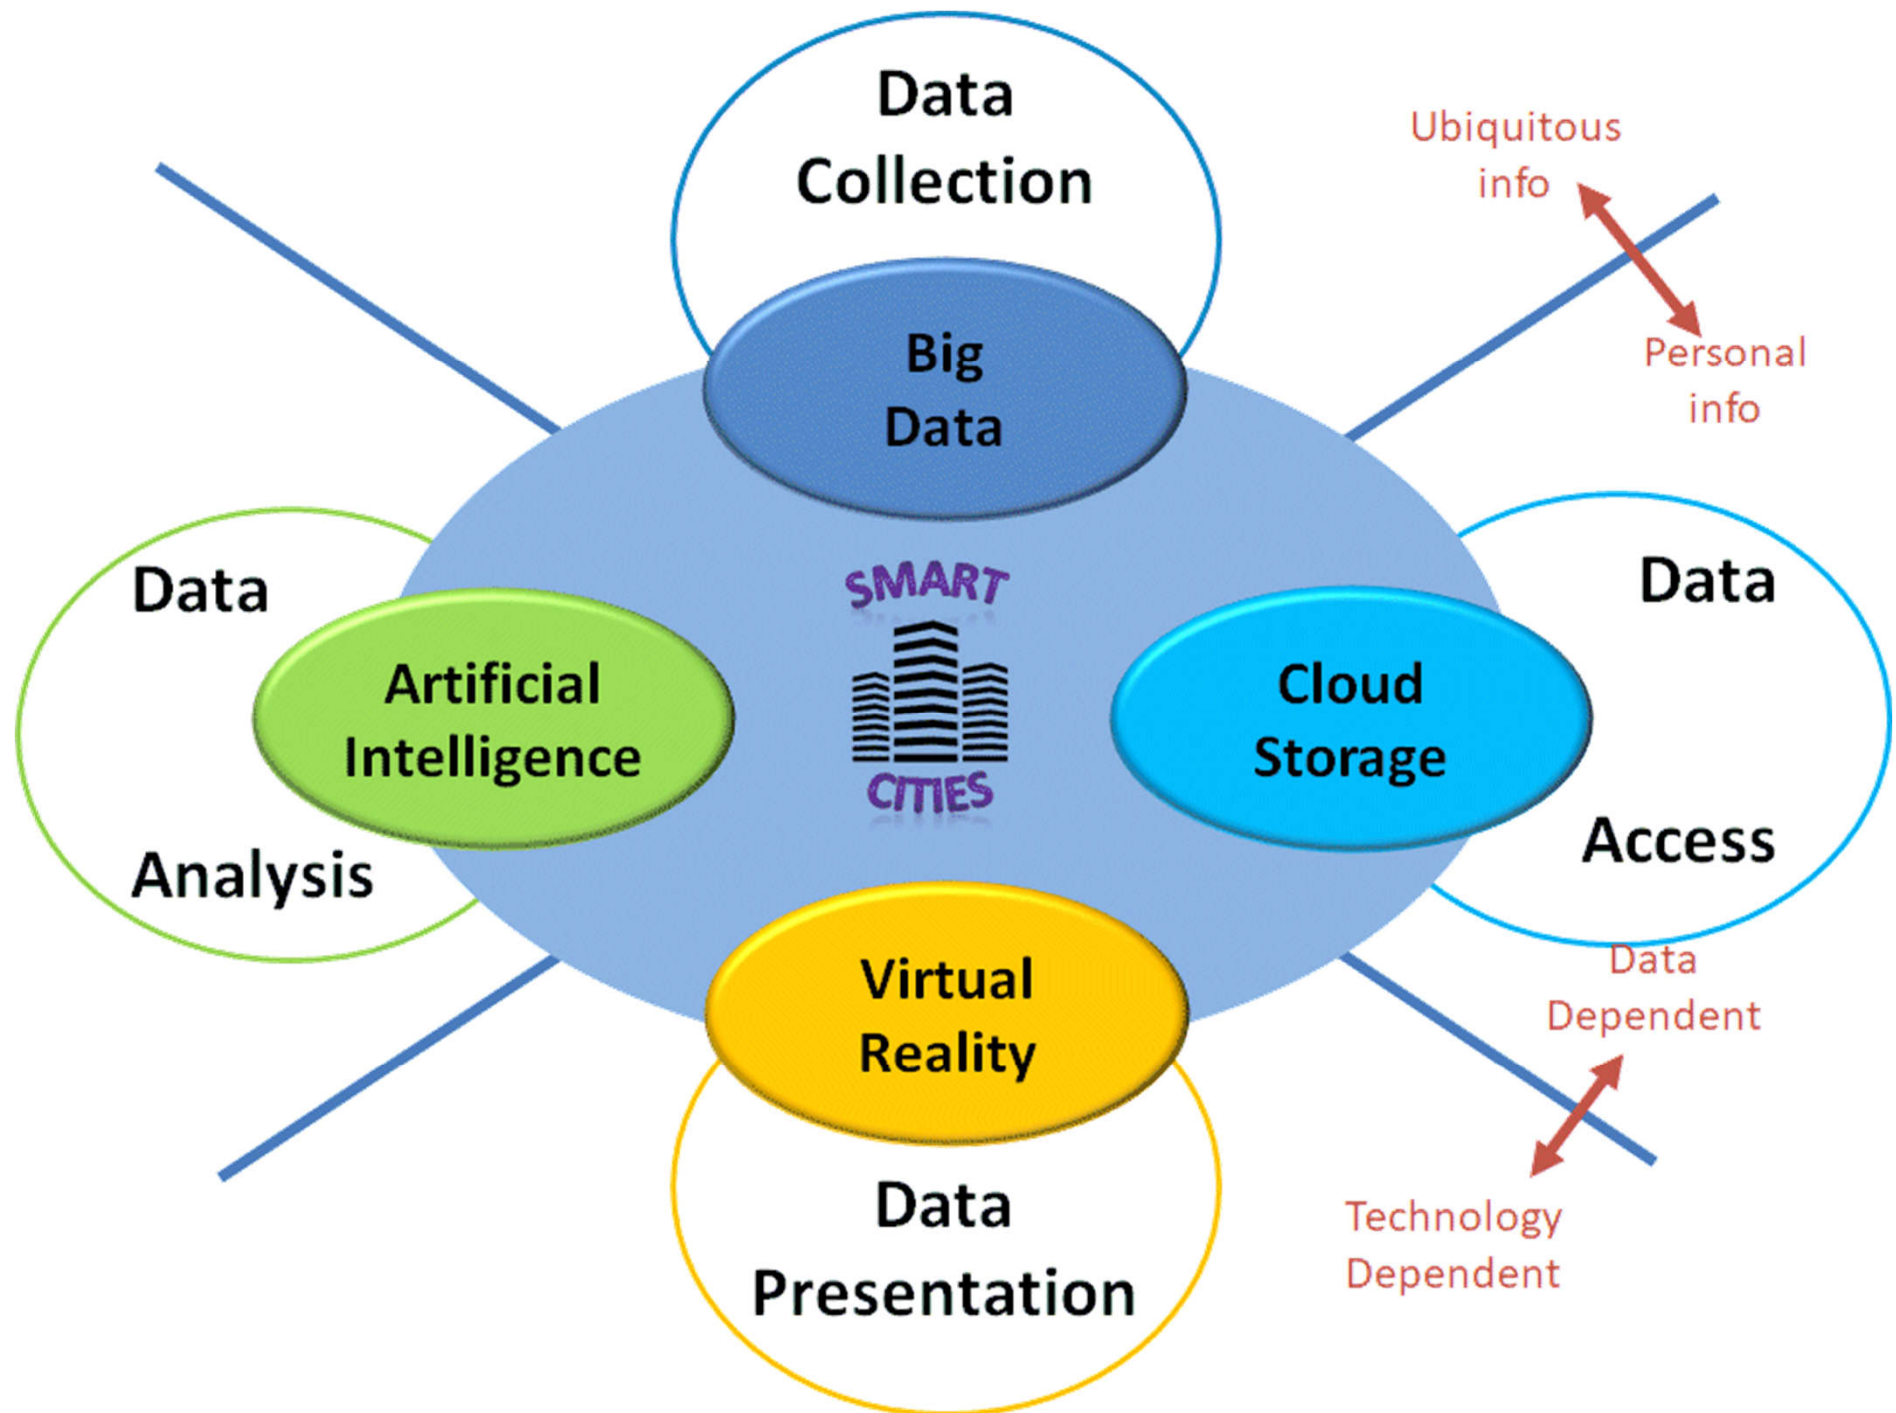 Data
Collection
Ubiquitous
info
Personal
info
Big
Data
Data
Analysis
Artificial
Intelligence
SMART
CITIES
Cloud
Storage
Data
Access
Virtual
Reality
Data
Presentation
Data
Dependent
Technology
Dependent